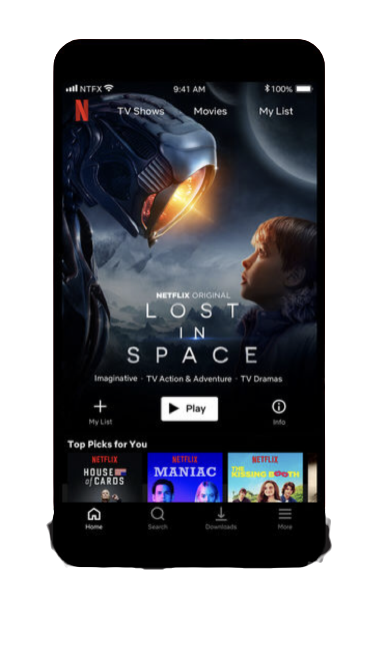 NTFX 9:41 AM 100%
N TV Shows Movies My List
NETFLIX ORIGINAL
LOST
IN
SPACE
Imaginative · TV Action & Adventure · TV Dramas
My List Play Info
Top Picks for You
NETFLIX NETFLIX NETFLIX
HOUSE of CARDS MANIAC THE KISSING BOOTH
Home Search Downloads More